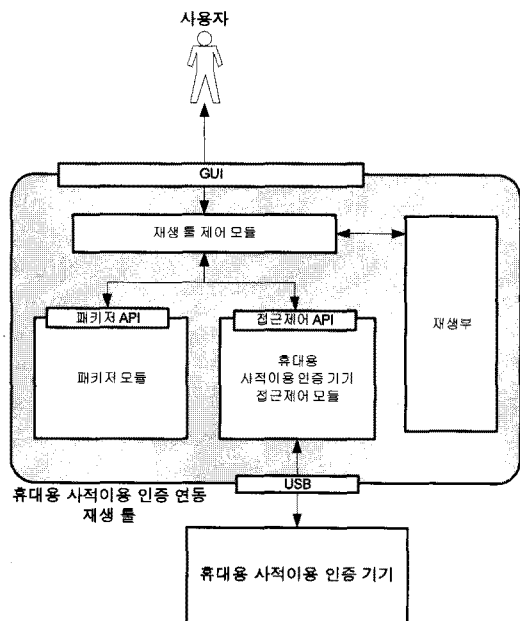 사용자
GUI
재생 툴 제어 모듈
패키저 API
패키저 모듈
접근제어 API
휴대용
사적이용 인증 기기
접근제어 모듈
재생부
USB
휴대용 사적이용 인증 연동
재생 툴
휴대용 사적이용 인증 기기